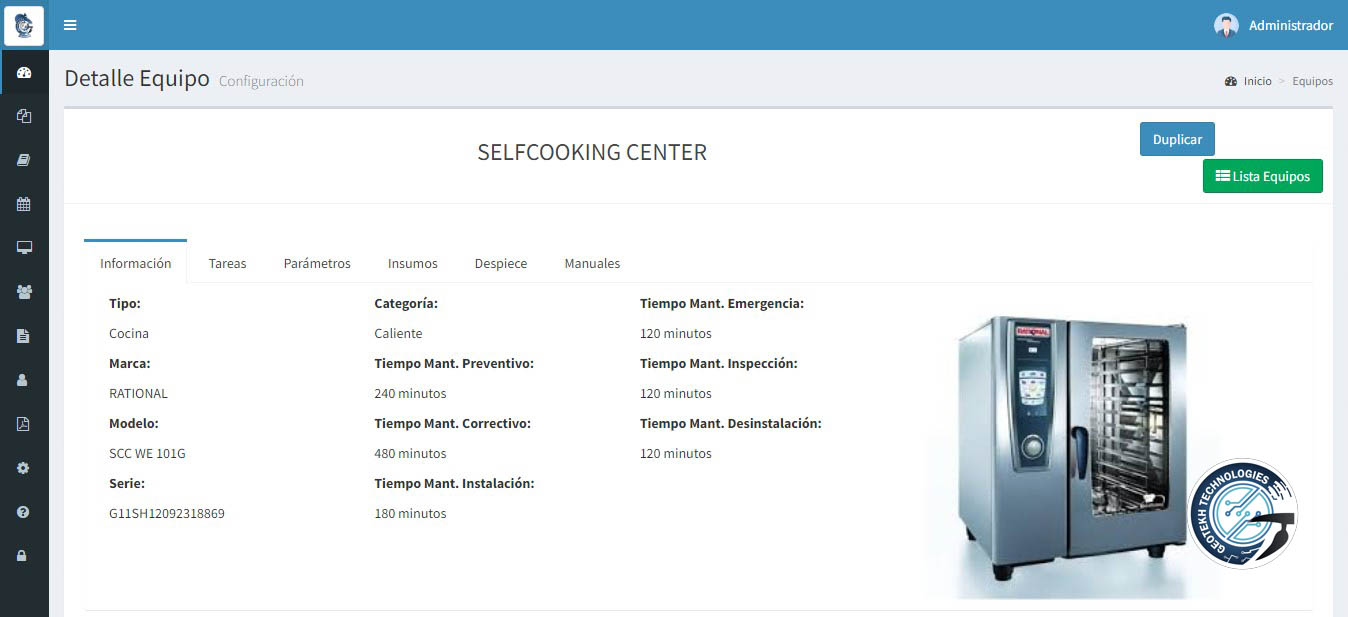 Administrador
Detalle Equipo Configuración
Inicio > Equipos
SELFCOOKING CENTER
Duplicar
Lista Equipos
Información Tareas Parámetros Insumos Despiece Manuales
Tipo: Categoría: Tiempo Mant. Emergencia:
Cocina Caliente 120 minutos
Marca: Tiempo Mant. Preventivo: Tiempo Mant. Inspección:
RATIONAL 240 minutos 120 minutos
Modelo: Tiempo Mant. Correctivo: Tiempo Mant. Desinstalación:
SCC WE 101G 480 minutos 120 minutos
Serie: Tiempo Mant. Instalación:
G11SH12092318869 180 minutos
RATIONAL
GEOTEKH TECHNOLOGIES